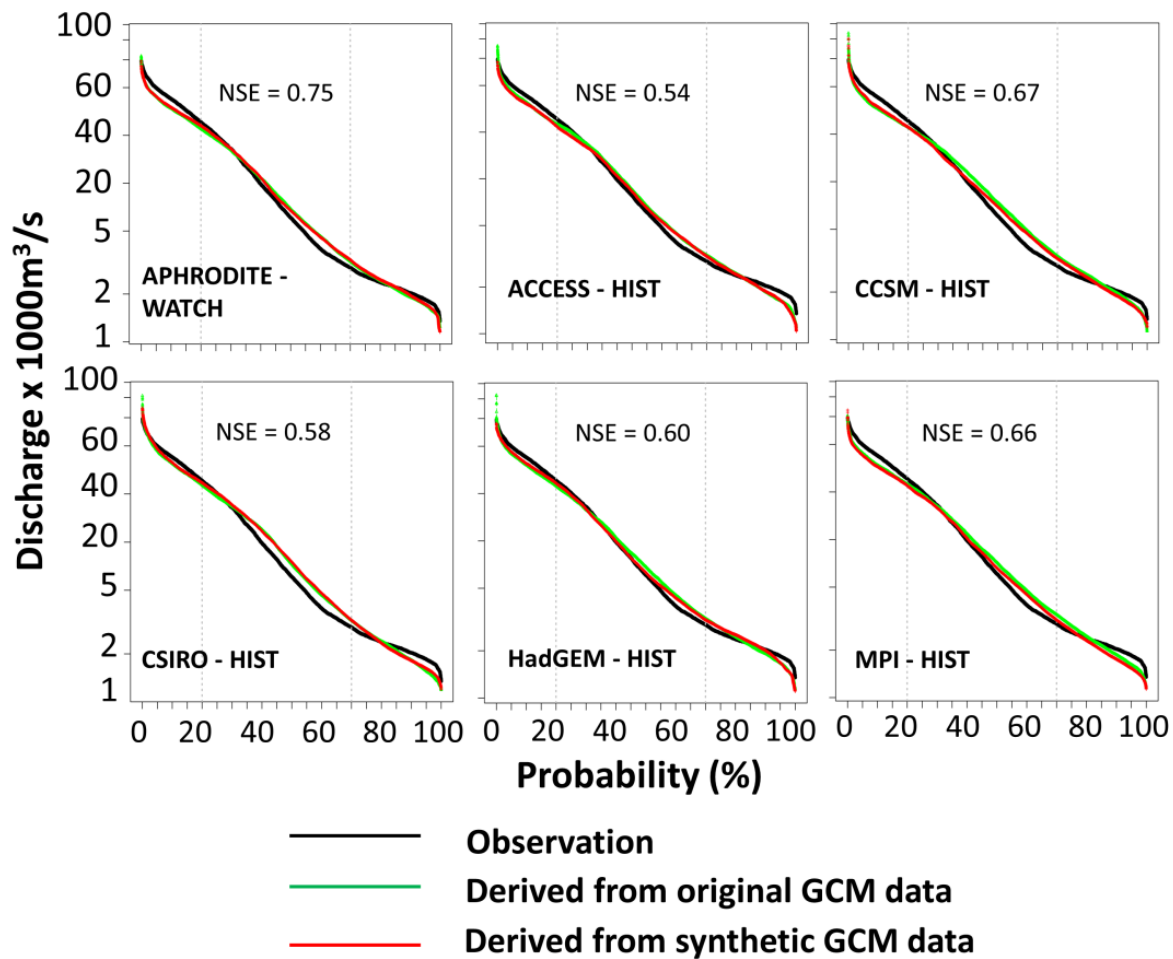 100
60
40
20
5
2
1
NSE = 0.75
APHRODITE -
WATCH
NSE = 0.54
ACCESS - HIST
NSE = 0.67
CCSM - HIST
100
60
40
20
5
2
1
NSE = 0.58
CSIRO - HIST
NSE = 0.60
HadGEM - HIST
NSE = 0.66
MPI - HIST
Discharge x 1000m³/s
0 20 40 60 80 100
0 20 40 60 80 100
0 20 40 60 80 100
Probability (%)
Observation
Derived from original GCM data
Derived from synthetic GCM data